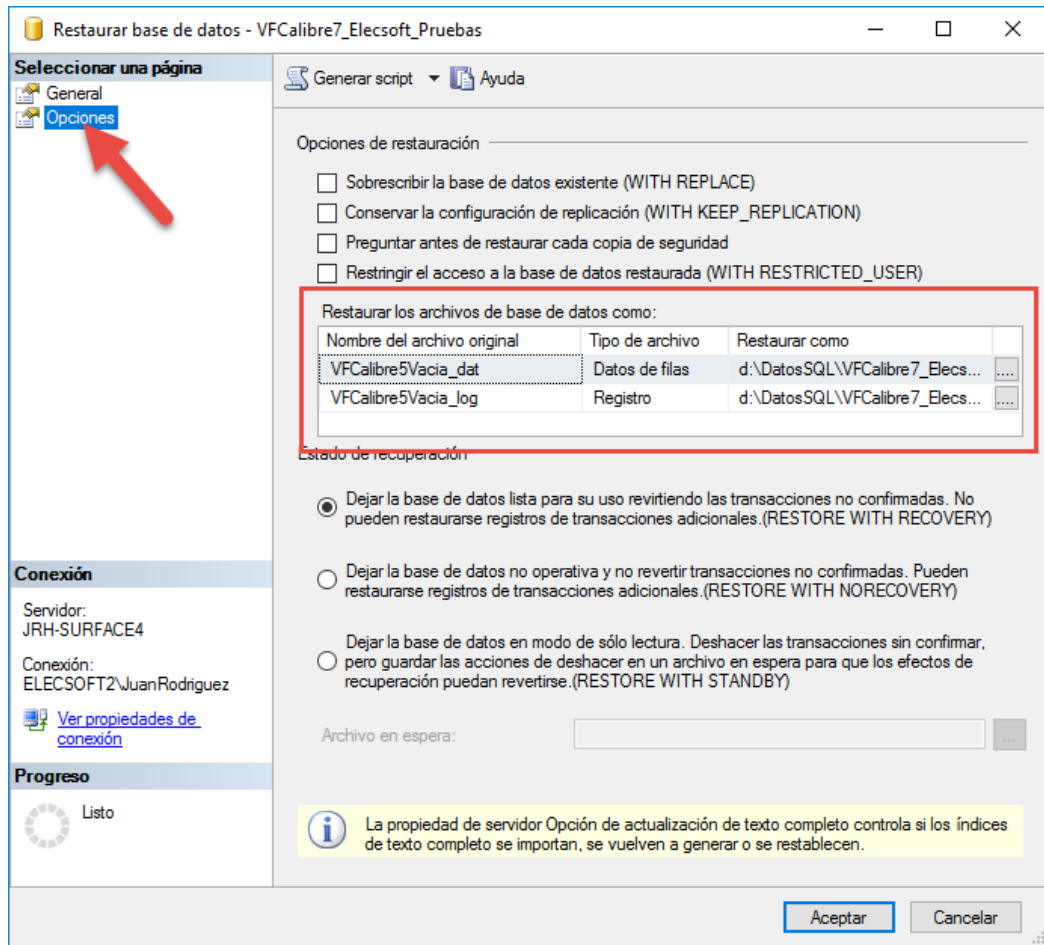 Restaurar base de datos - VFCalibre7_Elecsoft_Pruebas
Seleccionar una página
General
Opciones
Generar script
Ayuda
Opciones de restauración
Sobrescribir la base de datos existente (WITH REPLACE)
Conservar la configuración de replicación (WITH KEEP_REPLICATION)
Preguntar antes de restaurar cada copia de seguridad
Restringir el acceso a la base de datos restaurada (WITH RESTRICTED_USER)
Restaurar los archivos de base de datos como:
Nombre del archivo original Tipo de archivo Restaurar como
VFCalibre5Vacia_dat Datos de filas d:\DatosSQL\VFCalibre7_Elecs... ....
VFCalibre5Vacia_log Registro d:\DatosSQL\VFCalibre7_Elecs... ....
Estado de recuperación
Dejar la base de datos lista para su uso revirtiendo las transacciones no confirmadas. No
pueden restaurarse registros de transacciones adicionales.(RESTORE WITH RECOVERY)
Dejar la base de datos no operativa y no revertir transacciones no confirmadas. Pueden
restaurarse registros de transacciones adicionales.(RESTORE WITH NORECOVERY)
Dejar la base de datos en modo de sólo lectura. Deshacer las transacciones sin confirmar,
pero guardar las acciones de deshacer en un archivo en espera para que los efectos de
recuperación puedan revertirse.(RESTORE WITH STANDBY)
Archivo en espera:
...
Conexión
Servidor:
JRH-SURFACE4
Conexión:
ELECSOFT2\JuanRodriguez
Ver propiedades de
conexión
Progreso
Listo
La propiedad de servidor Opción de actualización de texto completo controla si los índices
de texto completo se importan, se vuelven a generar o se restablecen.
Aceptar
Cancelar